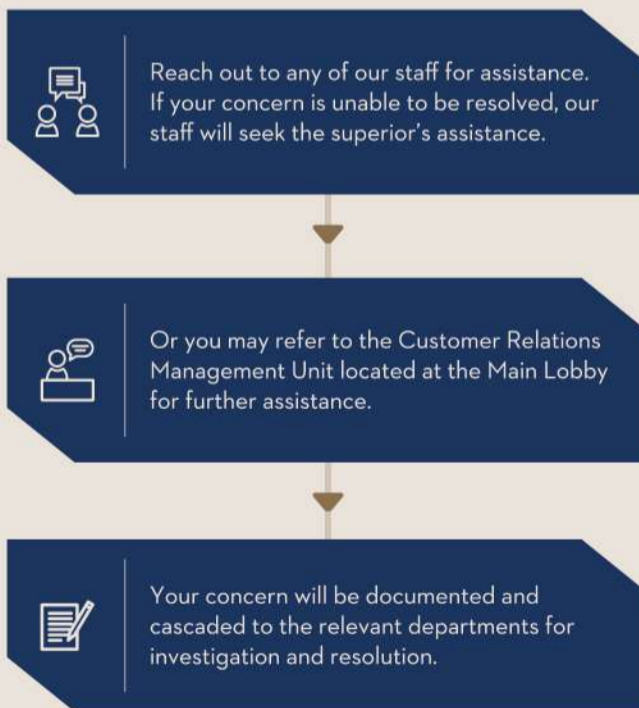 Reach out to any of our staff for assistance.
If your concern is unable to be resolved, our
staff will seek the superior's assistance.
Or you may refer to the Customer Relations
Management Unit located at the Main Lobby
for further assistance.
Your concern will be documented and
cascaded to the relevant departments for
investigation and resolution.